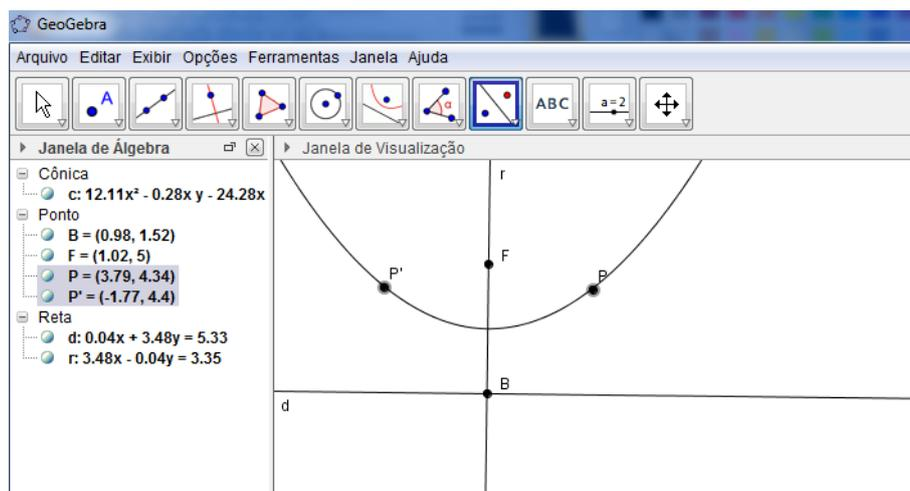 GeoGebra
Arquivo Editar Exibir Opções Ferramentas Janela Ajuda
A α ABC a=2
Janela de Álgebra
Janela de Visualização
Cônica
c: 12.11x² - 0.28x y - 24.28x
Ponto
B = (0.98, 1.52)
F = (1.02, 5)
P = (3.79, 4.34)
P' = (-1.77, 4.4)
Reta
d: 0.04x + 3.48y = 5.33
r: 3.48x - 0.04y = 3.35
r
F
P'
P
B
d